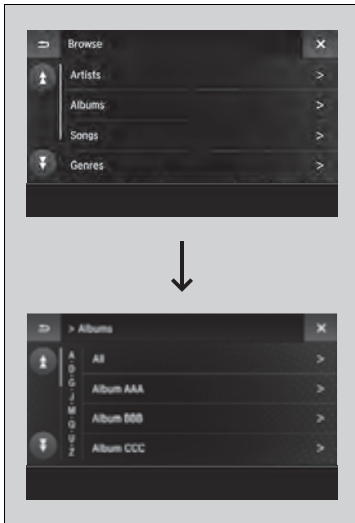 Browse
Artists >
Albums >
Songs >
Genres >
> Albums
A
D
G
J
M
Q
U
Z
All >
Album AAA >
Album BBB >
Album CCC >